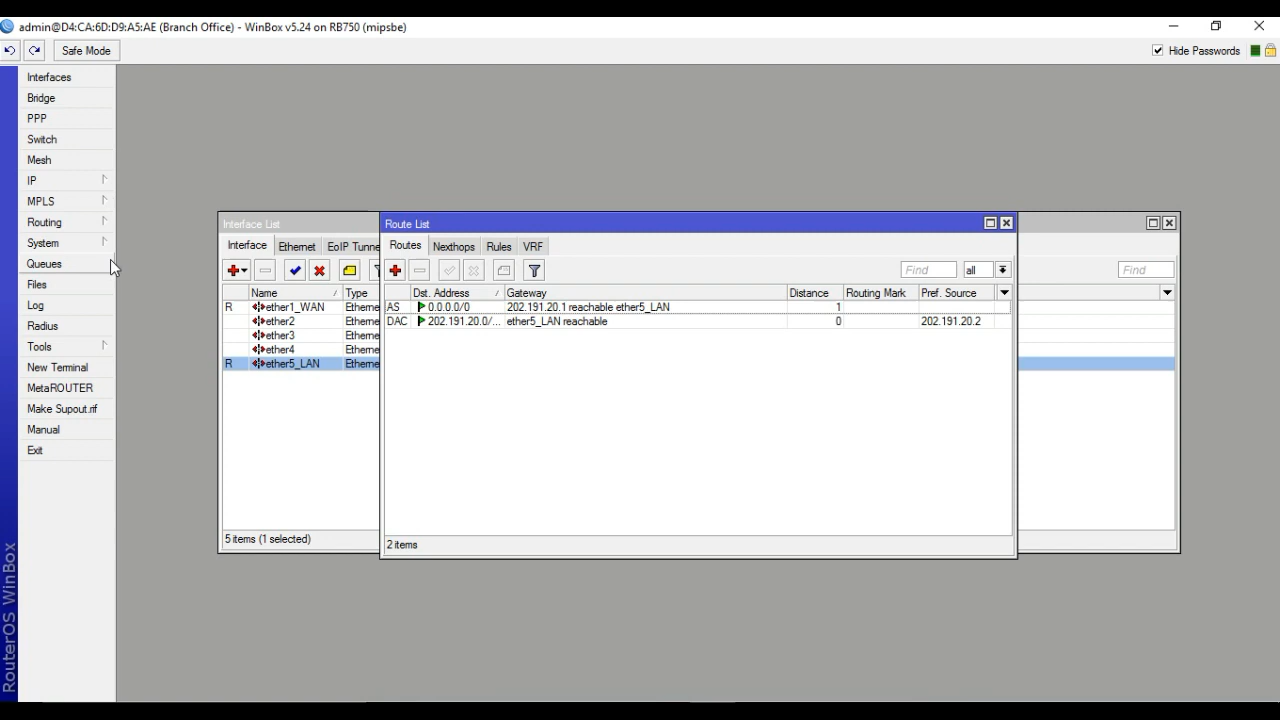 admin@D4:CA:6D:D9:A5:AE (Branch Office) - WinBox v5.24 on RB750 (mipsbe)
Safe Mode
Hide Passwords
Interfaces
Bridge
PPP
Switch
Mesh
IP
MPLS
Routing
System
Queues
Files
Log
Radius
Tools
New Terminal
MetaROUTER
Make Supout.rif
Manual
Exit
RouterOS WinBox
Interface List
Interface Ethernet EoIP Tunne
Find
Name Type
R ether1_WAN Etherne
ether2 Etherne
ether3 Etherne
ether4 Etherne
R ether5_LAN Etherne
5 items (1 selected)
Route List
Routes Nexthops Rules VRF
Find all
Dst. Address Gateway Distance Routing Mark Pref. Source
AS 0.0.0.0/0 202.191.20.1 reachable ether5_LAN 1
DAC 202.191.20.0/... ether5_LAN reachable 0 202.191.20.2
2 items